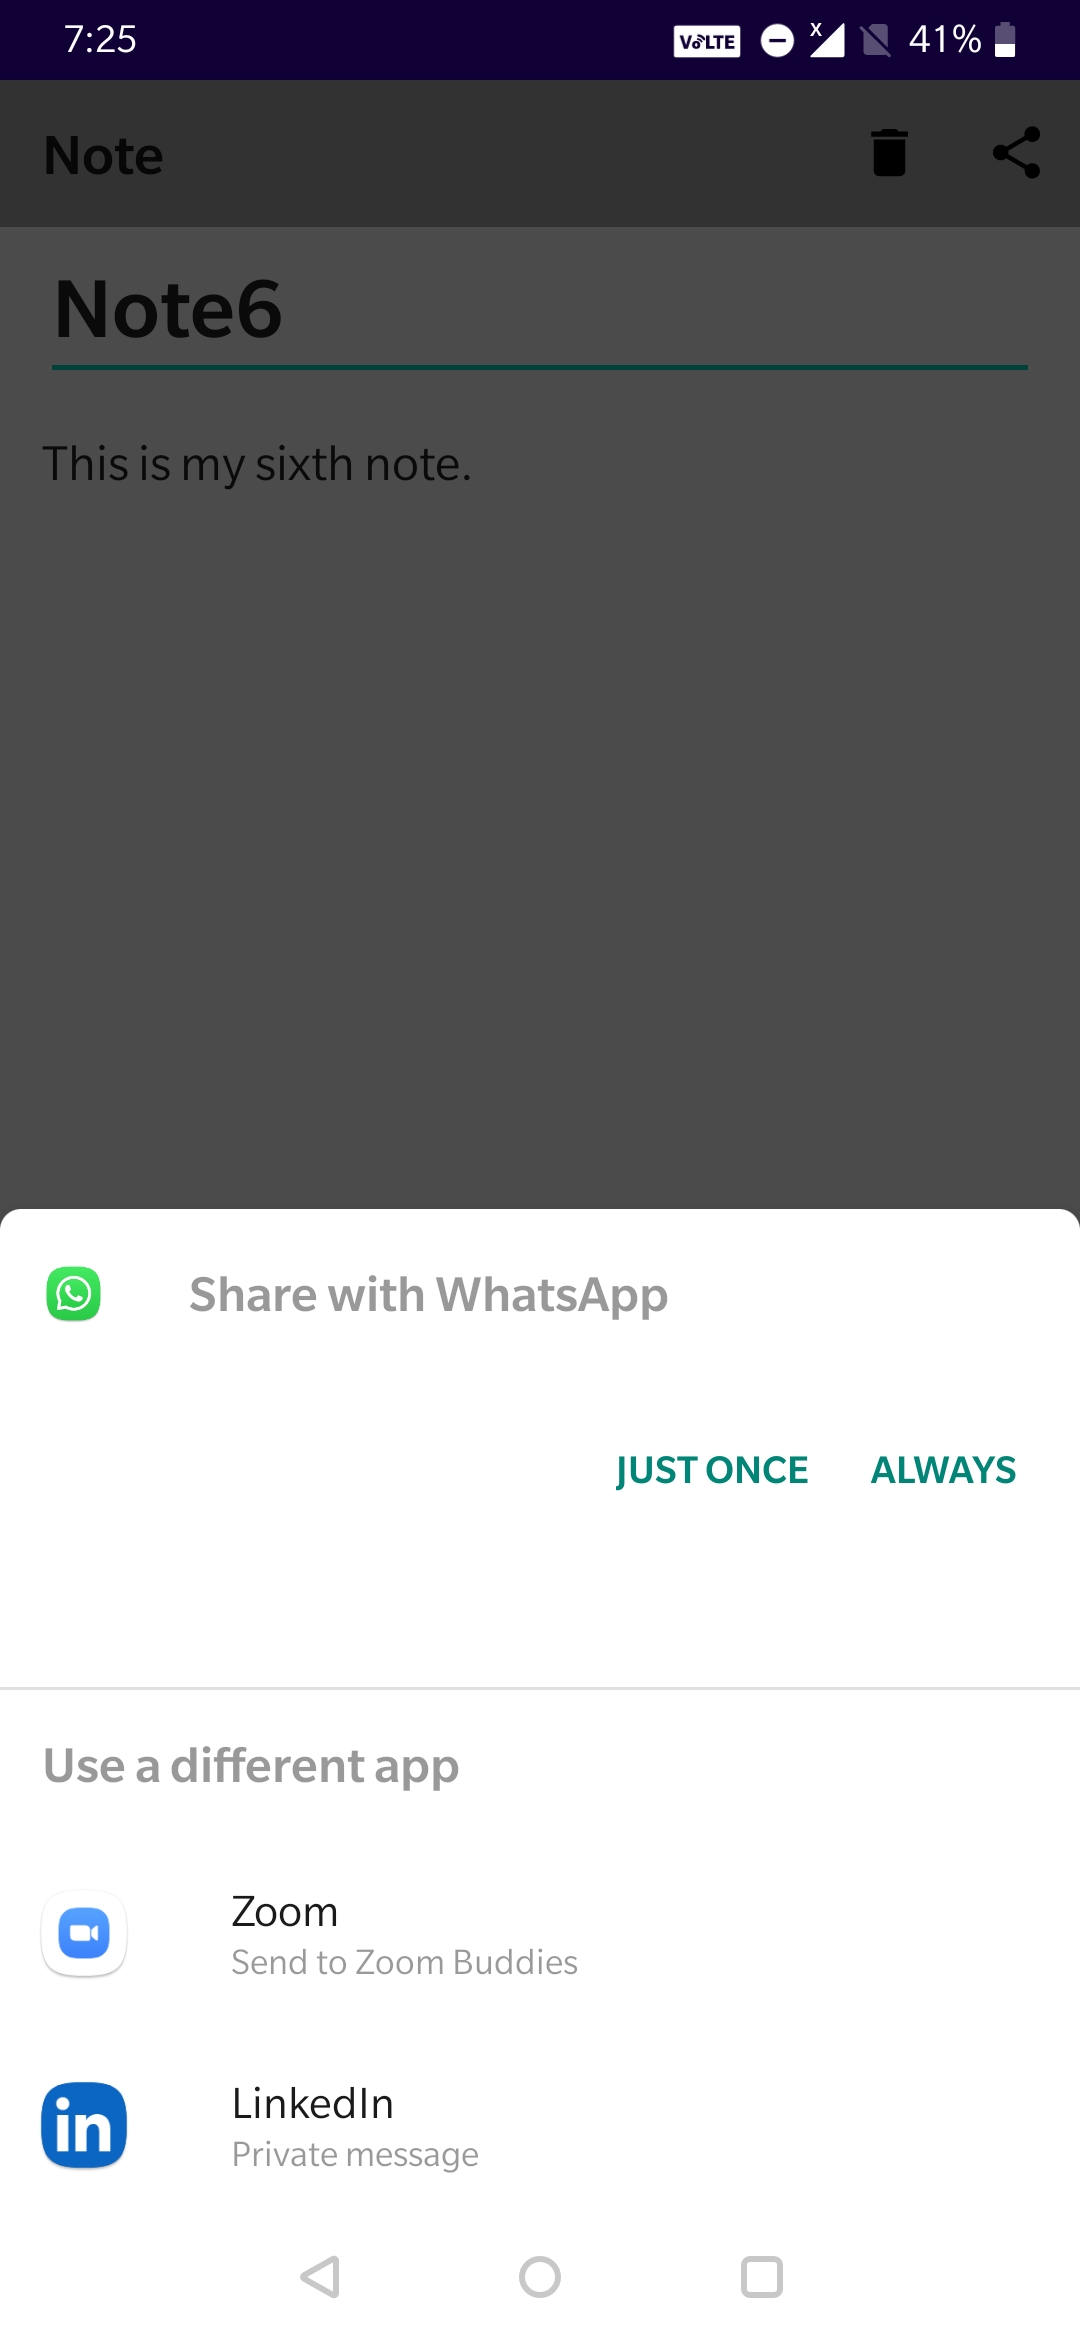 7:25
VoLTE
X
41%
Note
Note6
This is my sixth note.
Share with WhatsApp
JUST ONCE
ALWAYS
Use a different app
Zoom
Send to Zoom Buddies
in
LinkedIn
Private message